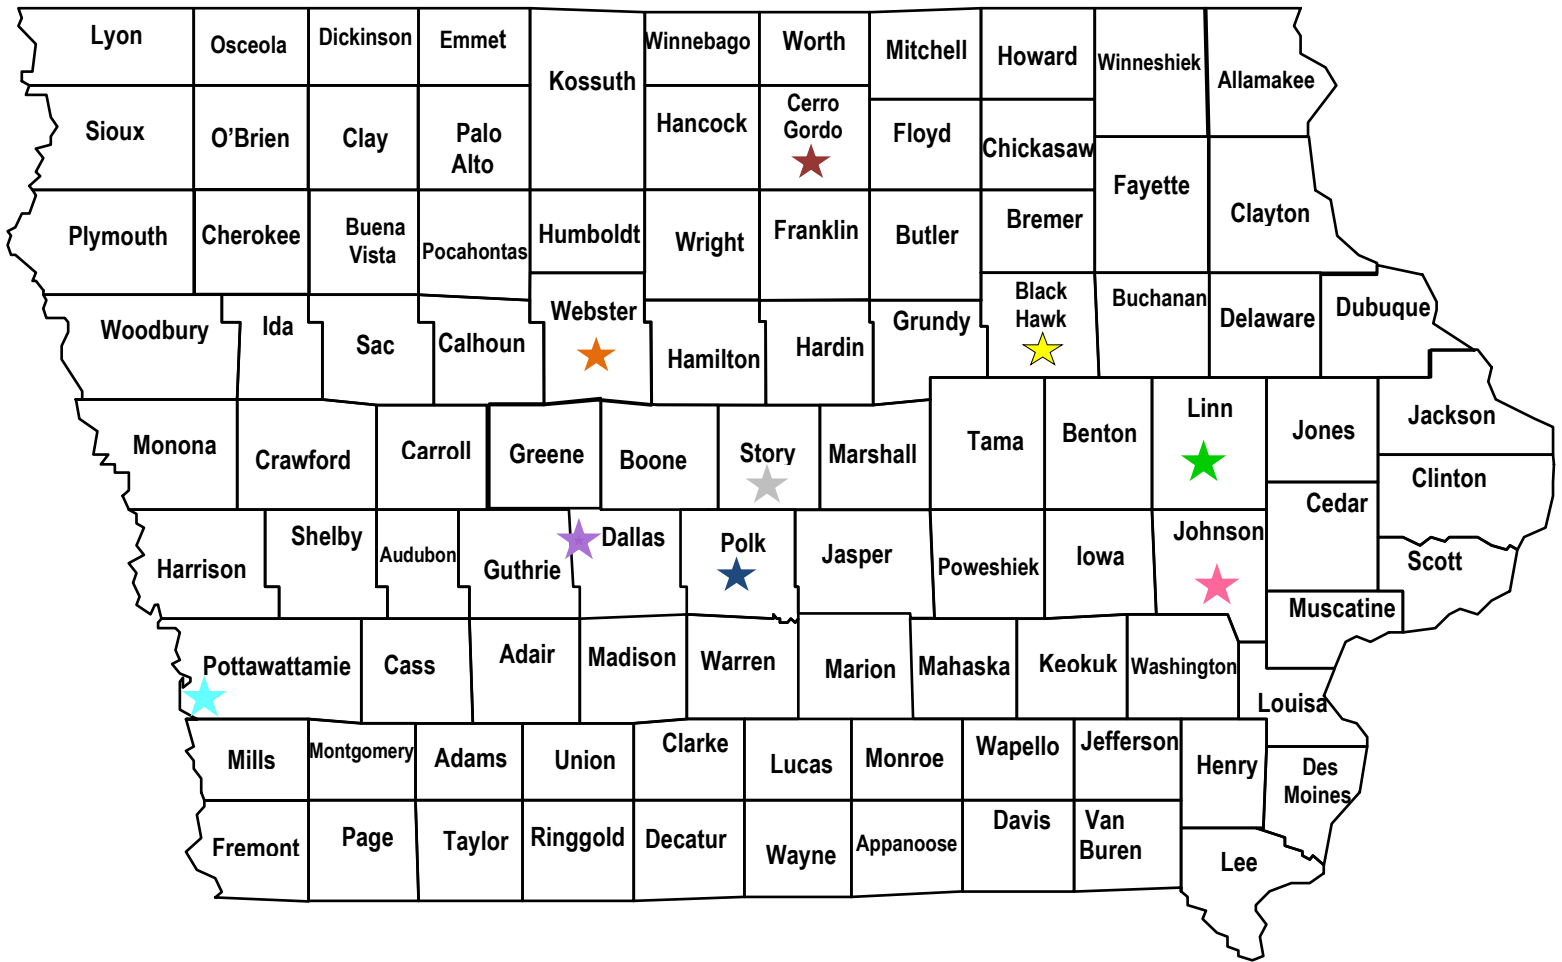 Lyon
Osceola
Dickinson
Emmet
Kossuth
Winnebago
Worth
Mitchell
Howard
Winneshiek
Allamakee
Sioux
O’Brien
Clay
Palo
Alto
Hancock
Cerro
Gordo
Floyd
Chickasaw
Fayette
Clayton
Plymouth
Cherokee
Buena
Vista
Pocahontas
Humboldt
Wright
Franklin
Butler
Bremer
Woodbury
Ida
Sac
Calhoun
Webster
Hamilton
Hardin
Grundy
Black
Hawk
Buchanan
Delaware
Dubuque
Monona
Crawford
Carroll
Greene
Boone
Story
Marshall
Tama
Benton
Linn
Jones
Jackson
Clinton
Cedar
Harrison
Shelby
Audubon
Guthrie
Dallas
Polk
Jasper
Poweshiek
Iowa
Johnson
Scott
Muscatine
Pottawattamie
Cass
Adair
Madison
Warren
Marion
Mahaska
Keokuk
Washington
Louisa
Mills
Montgomery
Adams
Union
Clarke
Lucas
Monroe
Wapello
Jefferson
Henry
Des
Moines
Fremont
Page
Taylor
Ringgold
Decatur
Wayne
Appanoose
Davis
Van
Buren
Lee